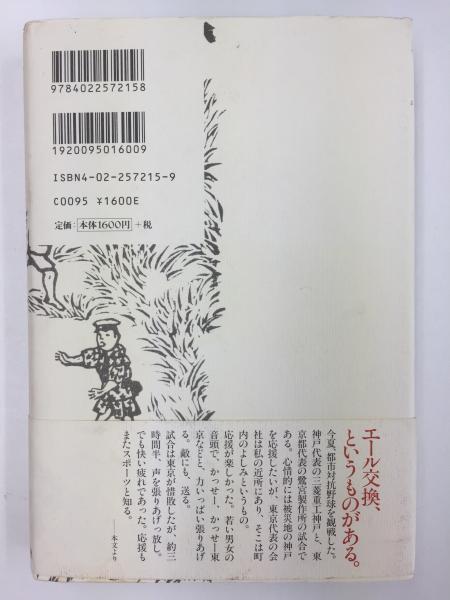 9784022572158
1920095016009
ISBN4-02-257215-9
C0095 ¥1600E
定価：本体1600円＋税
エール交換、
というものがある。
今夏、都市対抗野球を観戦した。
神戸代表の三菱重工神戸と、東
京都代表の鷺宮製作所の試合で
ある。心情的には被災地の神戸
を応援したいが、東京代表の会
社は私の近所にあり、そこは町
内のよしみというもの。
応援が楽しかった。若い男女の
音頭で、かっせー、かっせー東
京などと、力いっぱい張りあげ
る。敵にも、送る。
試合は東京が惜敗したが、約三
時間半、声を張りあげっ放し。
でも快い疲れであった。応援も
またスポーツと知る。
――本文より